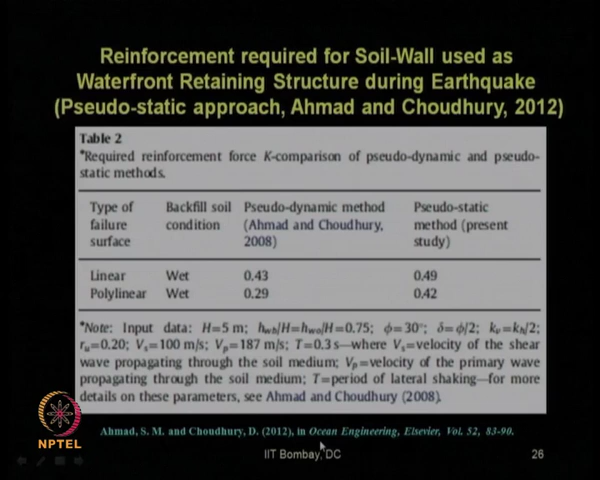 Reinforcement required for Soil-Wall used as
Waterfront Retaining Structure during Earthquake
(Pseudo-static approach, Ahmad and Choudhury, 2012)
Table 2
*Required reinforcement force K-comparison of pseudo-dynamic and pseudo-
static methods.
Type of failure surface Backfill soil condition Pseudo-dynamic method (Ahmad and Choudhury, 2008) Pseudo-static method (present study)
Linear Wet 0.43 0.49
Polylinear Wet 0.29 0.42
*Note: Input data: H=5 m; hwb/H=hwo/H=0.75; ϕ=30°; δ=ϕ/2; kv=kh/2;
ru=0.20; Vs=100 m/s; Vp=187 m/s; T=0.3 s—where Vs=velocity of the shear
wave propagating through the soil medium; Vp=velocity of the primary wave
propagating through the soil medium; T=period of lateral shaking—for more
details on these parameters, see Ahmad and Choudhury (2008).
Ahmad, S. M. and Choudhury, D. (2012), in Ocean Engineering, Elsevier, Vol. 52, 83-90.
NPTEL
IIT Bombay, DC
26